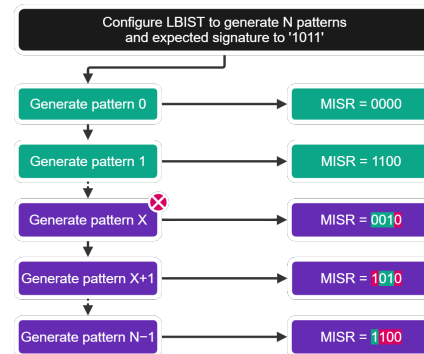 Configure LBIST to generate N patterns
and expected signature to '1011'
Generate pattern 0
MISR = 0000
Generate pattern 1
MISR = 1100
Generate pattern X
MISR = 0010
Generate pattern X+1
MISR = 1010
Generate pattern N−1
MISR = 1100